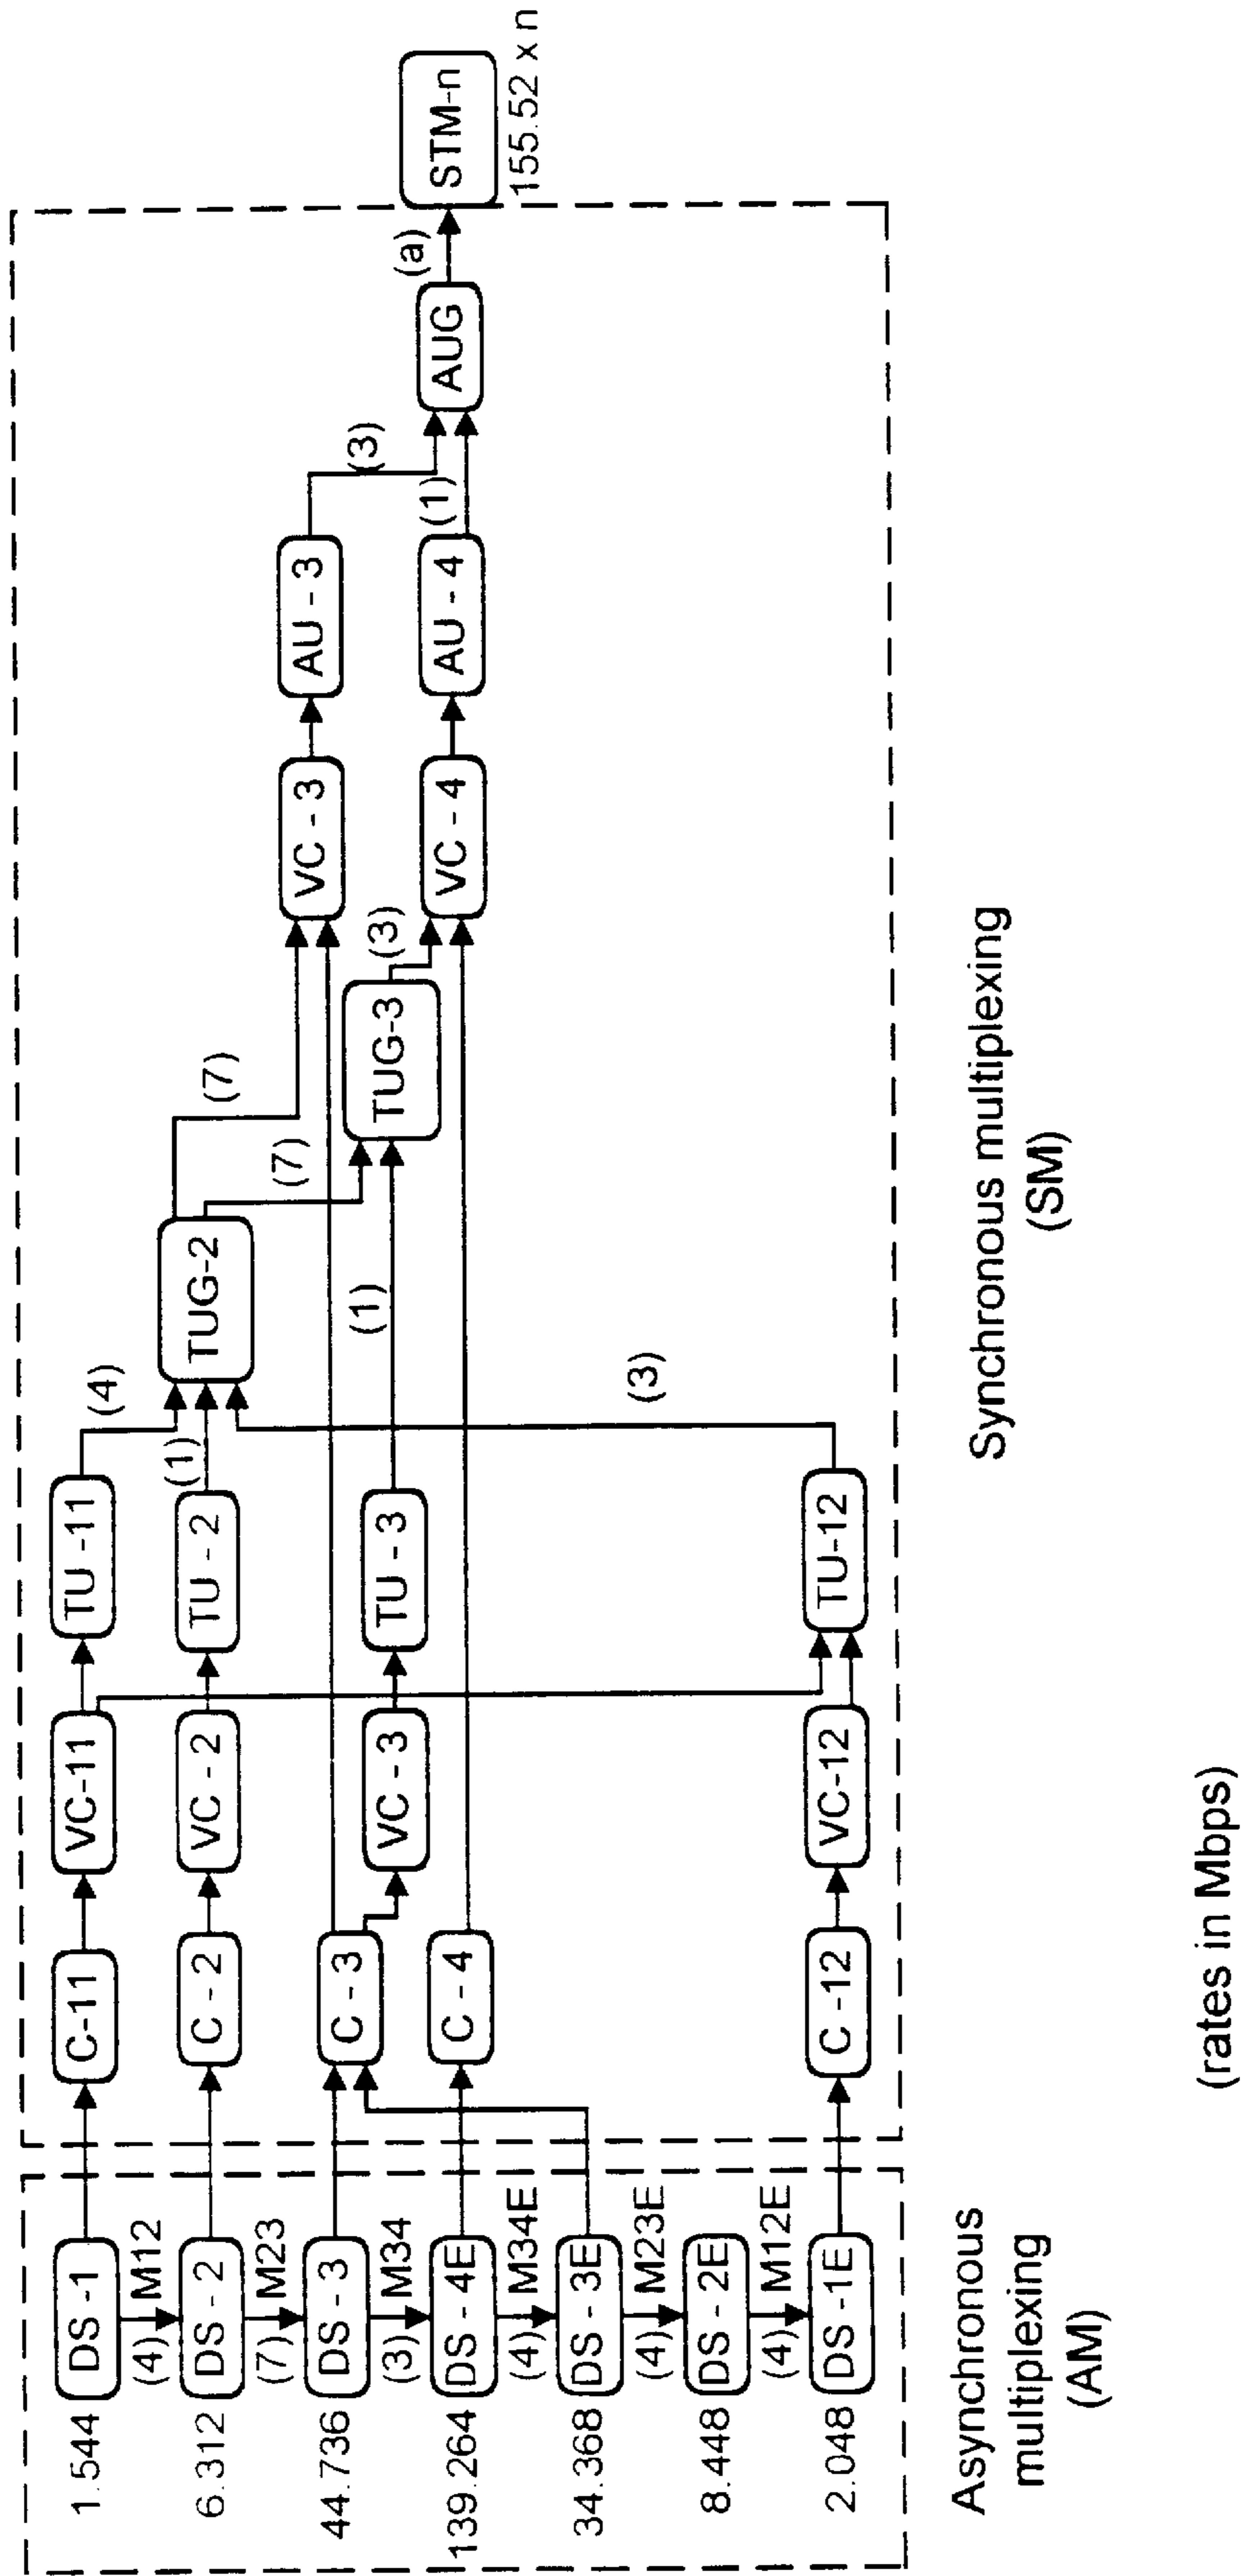 1.544
DS -1
C-11
VC-11
TU -11
(4)
(4)
M12
6.312
DS - 2
C - 2
VC - 2
TU - 2
(1)
TUG-2
(7)
(7)
(7)
M23
44.736
DS - 3
C - 3
VC - 3
AU - 3
(3)
(3)
M34
VC - 3
TU - 3
(1)
TUG-3
(3)
139.264
DS - 4E
C - 4
VC - 4
AU - 4
(1)
AUG
(a)
STM-n
155.52 x n
(4)
M34E
34.368
DS - 3E
(4)
M23E
8.448
DS - 2E
(4)
M12E
(3)
2.048
DS -1E
C -12
VC-12
TU-12
Asynchronous
multiplexing
(AM)
Synchronous multiplexing
(SM)
(rates in Mbps)